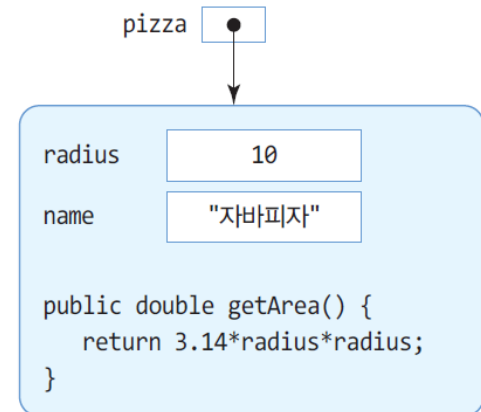 pizza
radius 10
name "자바피자"
public double getArea() {
return 3.14*radius*radius;
}